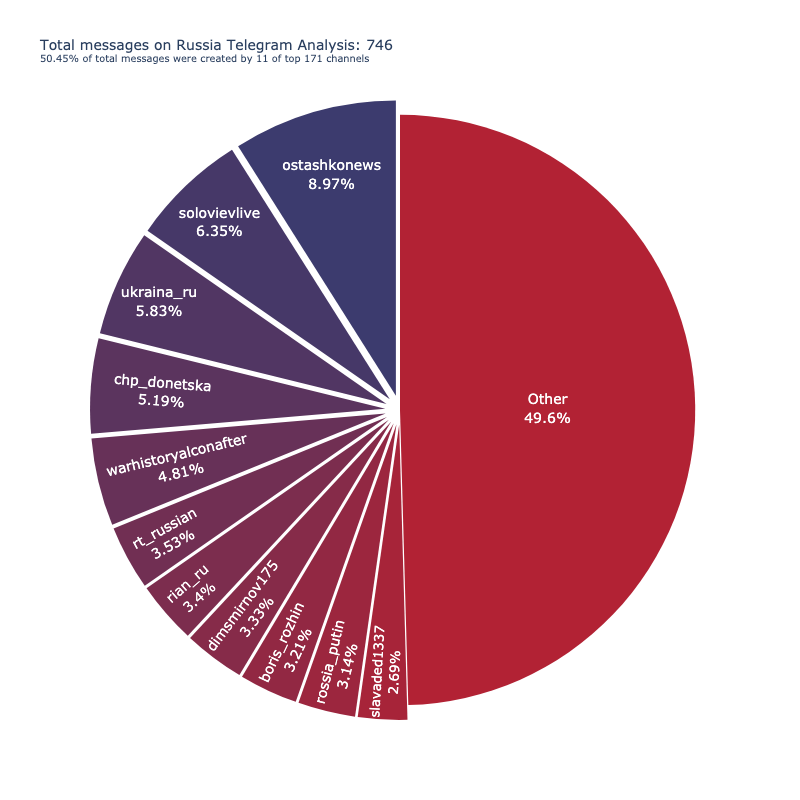 Total messages on Russia Telegram Analysis: 746
50.45% of total messages were created by 11 of top 171 channels
ostashkonews
8.97%
solovievlive
6.35%
ukraina_ru
5.83%
chp_donetska
5.19%
warhistoryalconafter
4.81%
rt_russian
3.53%
rian_ru
3.4%
dimsmirnov175
3.33%
boris_rozhin
3.21%
rossia_putin
3.14%
slavaded1337
2.69%
Other
49.6%